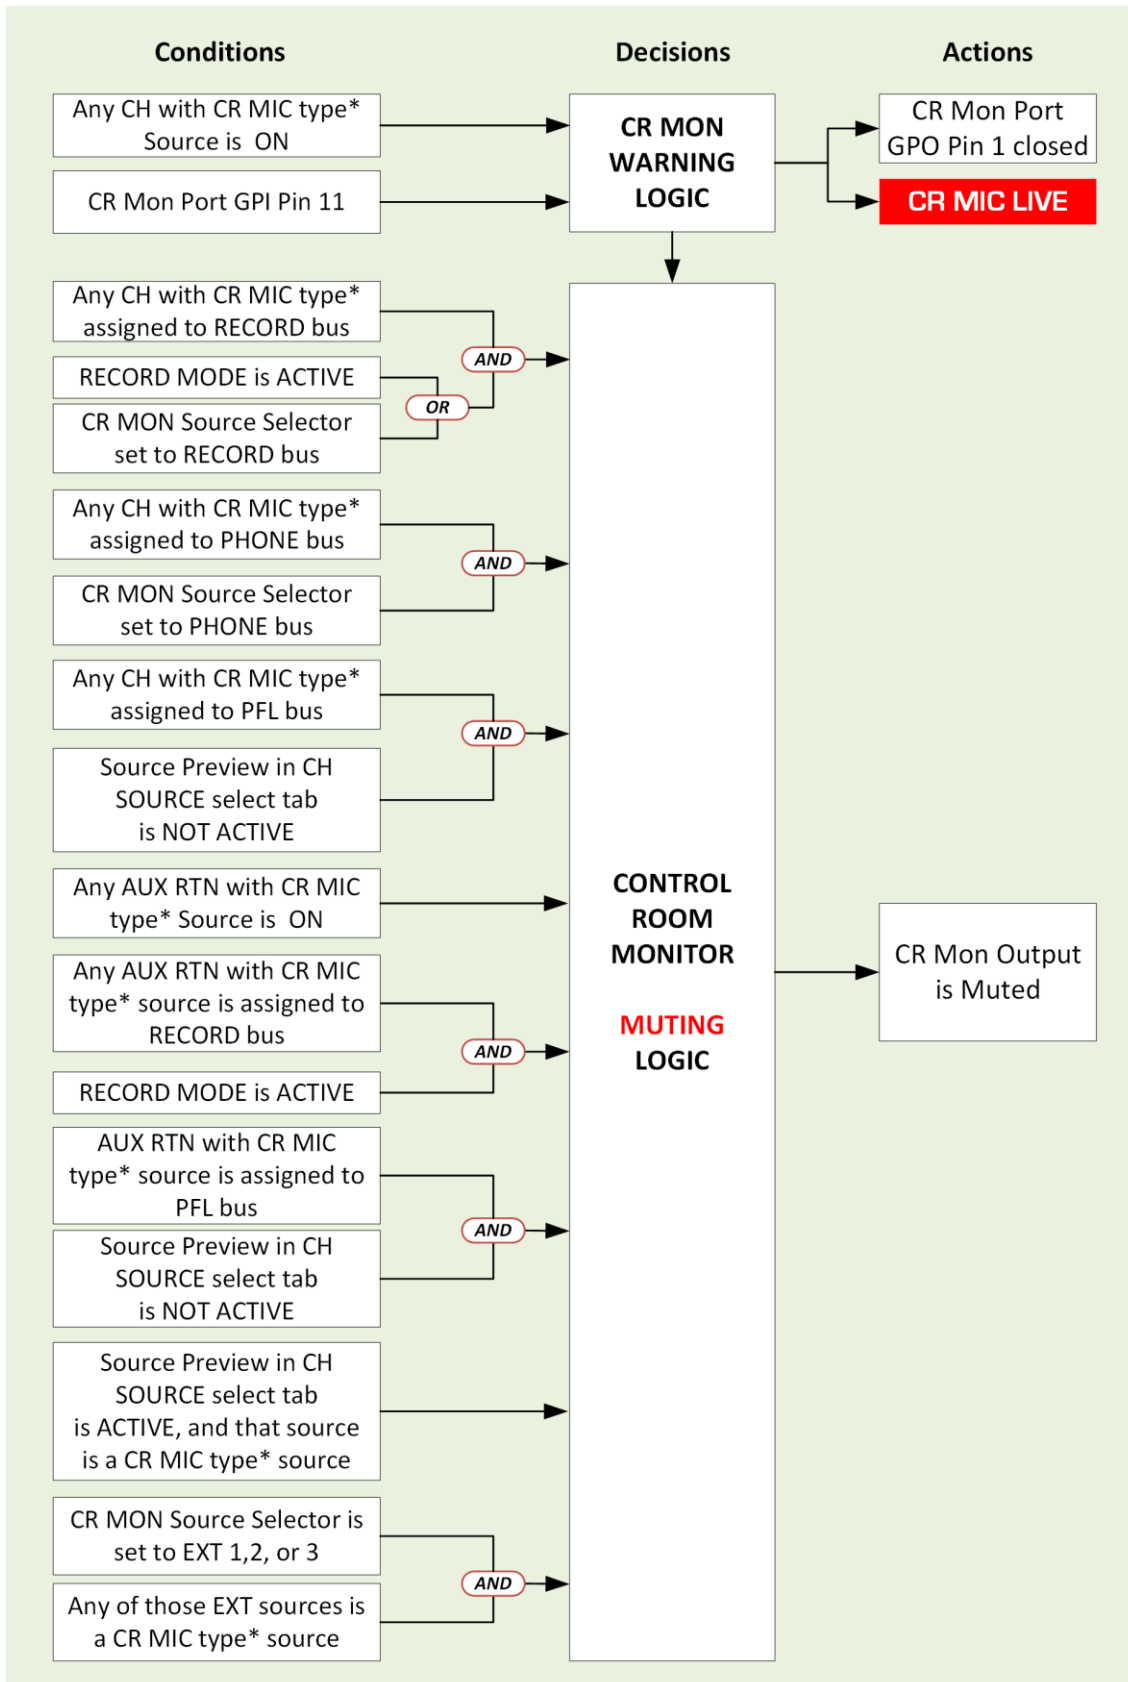 Conditions
Decisions
Actions
Any CH with CR MIC type*
Source is ON
CR Mon Port GPI Pin 11
CR MON
WARNING
LOGIC
CR Mon Port
GPO Pin 1 closed
CR MIC LIVE
Any CH with CR MIC type*
assigned to RECORD bus
RECORD MODE is ACTIVE
CR MON Source Selector
set to RECORD bus
OR
AND
Any CH with CR MIC type*
assigned to PHONE bus
CR MON Source Selector
set to PHONE bus
AND
Any CH with CR MIC type*
assigned to PFL bus
Source Preview in CH
SOURCE select tab
is NOT ACTIVE
AND
Any AUX RTN with CR MIC
type* Source is ON
Any AUX RTN with CR MIC
type* source is assigned to
RECORD bus
RECORD MODE is ACTIVE
AND
AUX RTN with CR MIC
type* source is assigned to
PFL bus
Source Preview in CH
SOURCE select tab
is NOT ACTIVE
AND
Source Preview in CH
SOURCE select tab
is ACTIVE, and that source
is a CR MIC type* source
CR MON Source Selector is
set to EXT 1,2, or 3
Any of those EXT sources is
a CR MIC type* source
AND
CONTROL
ROOM
MONITOR
MUTING
LOGIC
CR Mon Output
is Muted